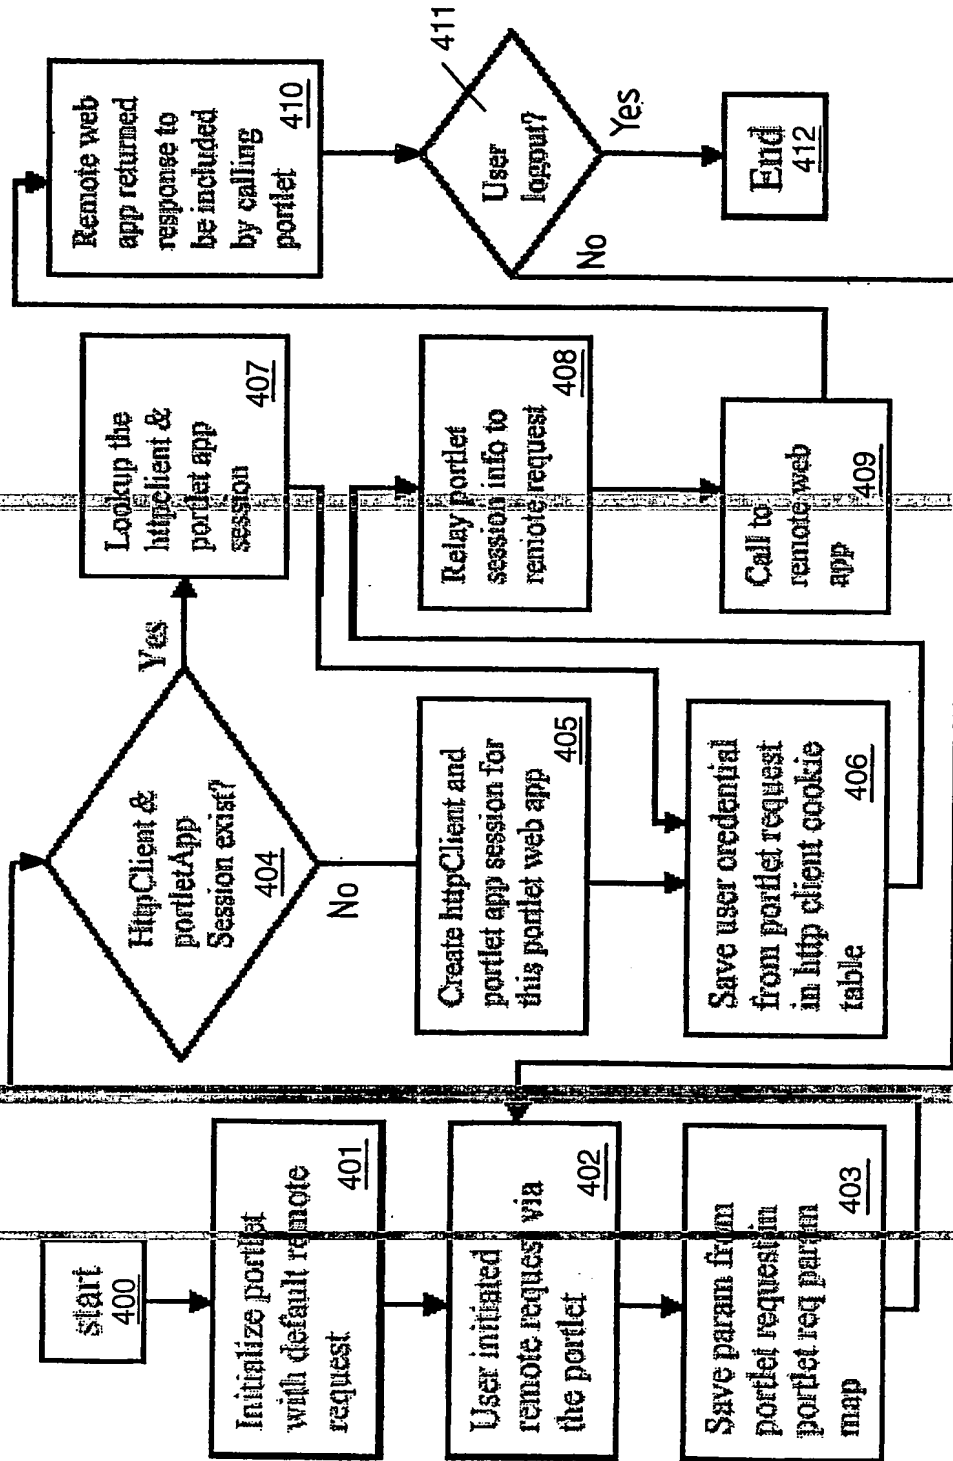 start
400
Initialize portlet
with default remote
request
401
User initiated
remote request via
the portlet
402
Save param from
portlet request in
portlet req param
map
403
HttpClient &
portletApp
Session exist?
404
Yes
No
Create httpClient and
portlet app session for
this portlet web app
405
Save user credential
from portlet request
in http client cookie
table
406
Lookup the
httpclient &
portlet app
session
407
Relay portlet
session info to
remote request
408
Call to
remote web
app
409
Remote web
app returned
response to
be included
by calling
portlet
410
411
User
logout?
No
Yes
End
412